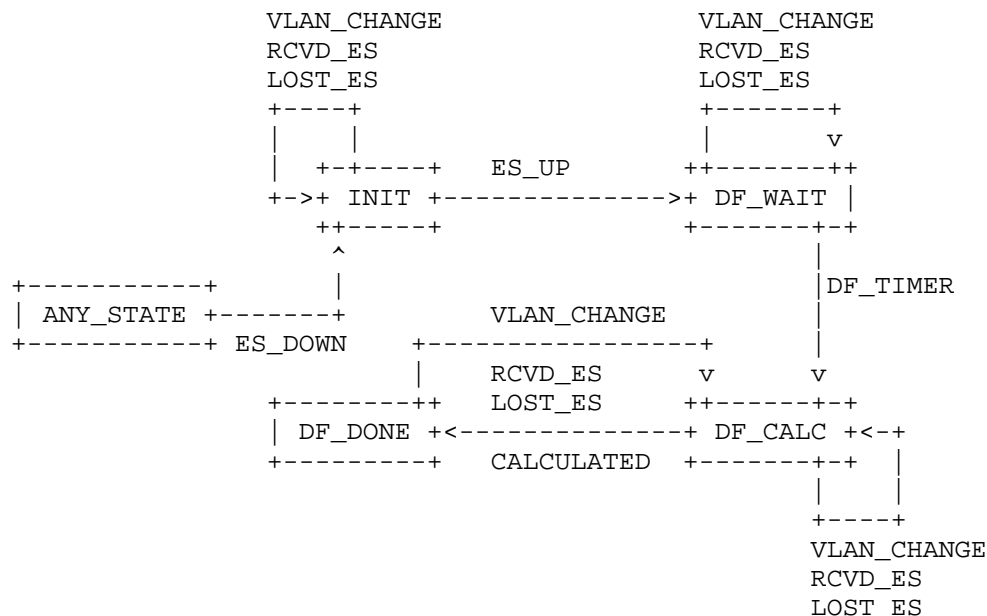 VLAN_CHANGE VLAN_CHANGE
RCVD_ES RCVD_ES
LOST_ES LOST_ES
ES_UP
INIT DF_WAIT
DF_TIMER
ANY_STATE VLAN_CHANGE
ES_DOWN
RCVD_ES
LOST_ES
DF_DONE DF_CALC
CALCULATED
VLAN_CHANGE
RCVD_ES
LOST_ES